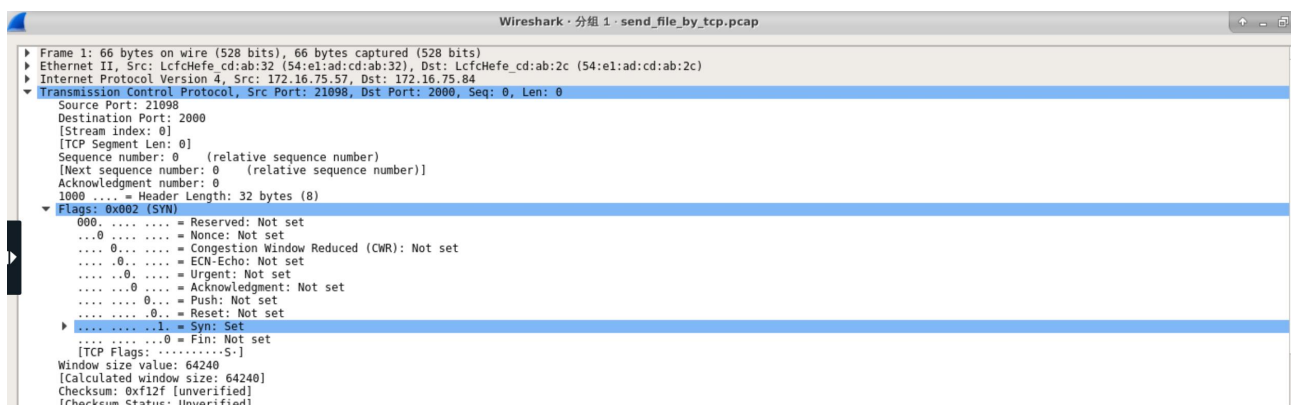 Wireshark · 分组 1 · send_file_by_tcp.pcap
Frame 1: 66 bytes on wire (528 bits), 66 bytes captured (528 bits)
Ethernet II, Src: LcfcHefe_cd:ab:32 (54:e1:ad:cd:ab:32), Dst: LcfcHefe_cd:ab:2c (54:e1:ad:cd:ab:2c)
Internet Protocol Version 4, Src: 172.16.75.57, Dst: 172.16.75.84
Transmission Control Protocol, Src Port: 21098, Dst Port: 2000, Seq: 0, Len: 0
Source Port: 21098
Destination Port: 2000
[Stream index: 0]
[TCP Segment Len: 0]
Sequence number: 0    (relative sequence number)
[Next sequence number: 0    (relative sequence number)]
Acknowledgment number: 0
1000 .... = Header Length: 32 bytes (8)
Flags: 0x002 (SYN)
000. .... .... = Reserved: Not set
...0 .... .... = Nonce: Not set
.... 0... .... = Congestion Window Reduced (CWR): Not set
.... .0.. .... = ECN-Echo: Not set
.... ..0. .... = Urgent: Not set
.... ...0 .... = Acknowledgment: Not set
.... .... 0... = Push: Not set
.... .... .0.. = Reset: Not set
.... .... ..1. = Syn: Set
.... .... ...0 = Fin: Not set
[TCP Flags: ··········S·]
Window size value: 64240
[Calculated window size: 64240]
Checksum: 0xf12f [unverified]
[Checksum Status: Unverified]